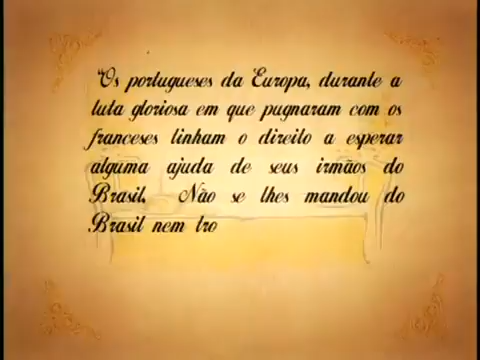 "Os portugueses da Europa, durante a
luta gloriosa em que pugnaram com os
franceses tinham o direito a esperar
alguma ajuda de seus irmãos do
Brasil. Não se lhes mandou do
Brasil nem tro